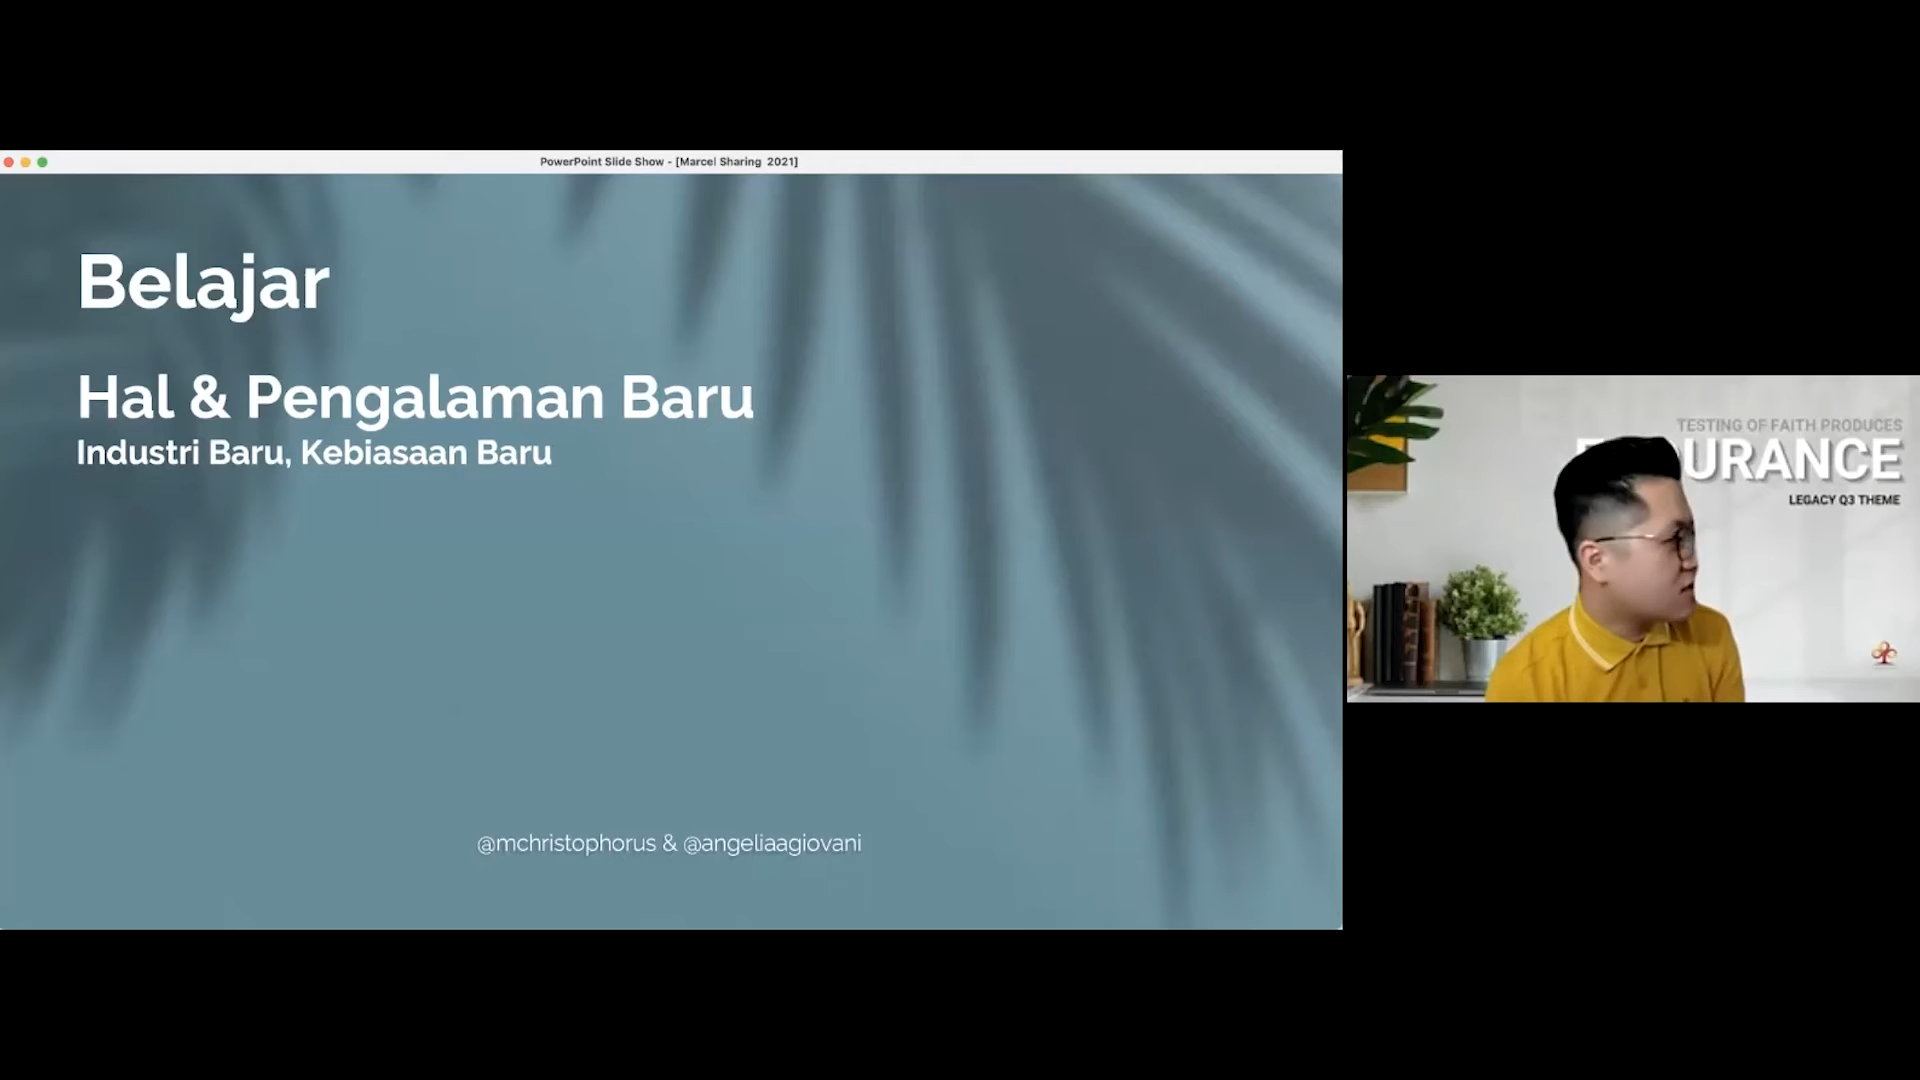 PowerPoint Slide Show - [Marcel Sharing 2021]
Belajar
Hal & Pengalaman Baru
Industri Baru, Kebiasaan Baru
@mchristophorus & @angeliaagiovani
TESTING OF FAITH PRODUCES
LEGACY Q3 THEME